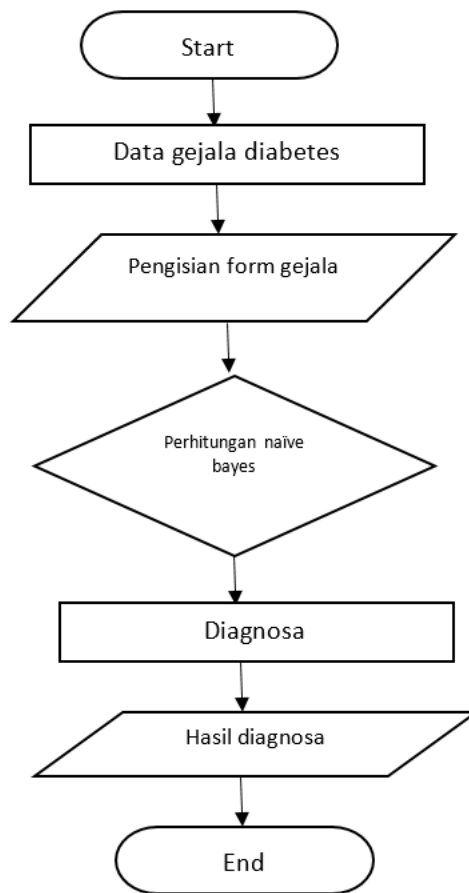 Start
Data gejala diabetes
Pengisian form gejala
Perhitungan naïve
bayes
Diagnosa
Hasil diagnosa
End